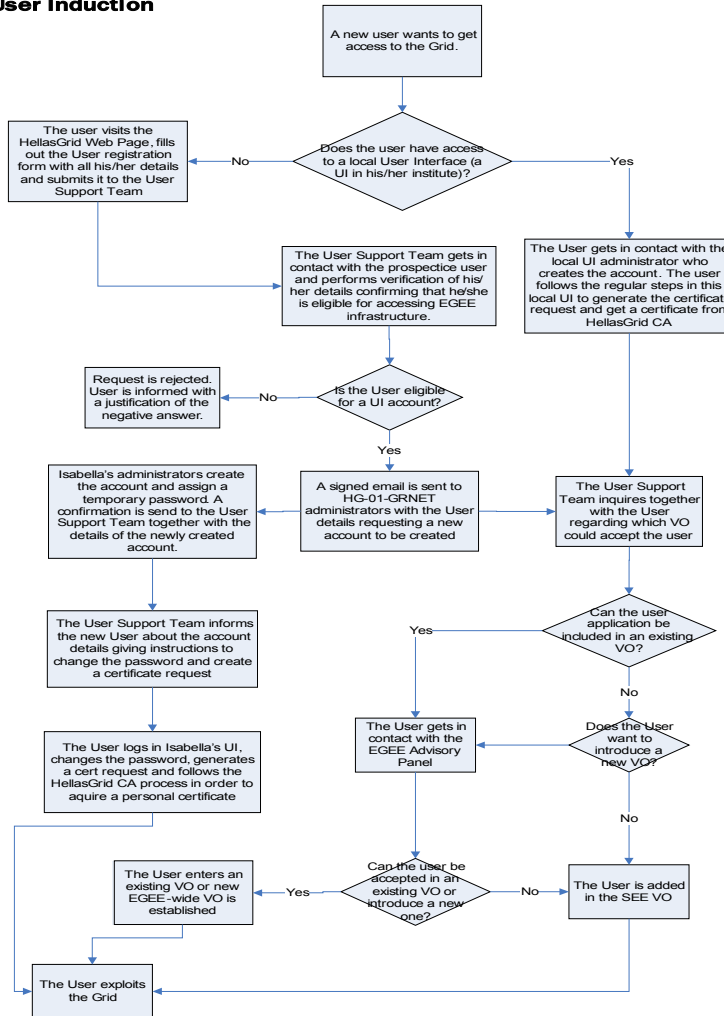 User Induction
A new user wants to get
access to the Grid.
Does the user have access
to a local User Interface (a
UI in his/her institute)?
No
Yes
The user visits the
HellasGrid Web Page, fills
out the User registration
form with all his/her details
and submits it to the User
Support Team
The User Support Team gets in
contact with the prospectice user
and performs verification of his/
her details confirming that he/she
is eligible for accessing EGEE
infrastructure.
The User gets in contact with the
local UI administrator who
creates the account. The user
follows the regular steps in this
local UI to generate the certificat
request and get a certificate from
HellasGrid CA
Request is rejected.
User is informed with
a justification of the
negative answer.
No
Is the User eligible
for a UI account?
Yes
Isabella's administrators create
the account and assign a
temporary password. A
confirmation is send to the User
Support Team together with the
details of the newly created
account.
A signed email is sent to
HG-01-GRNET
administrators with the User
details requesting a new
account to be created
The User Support
Team inquires together
with the User
regarding which VO
could accept the user
The User Support Team informs
the new User about the account
details giving instructions to
change the password and create
a certificate request
Can the user
application be
included in an existing
VO?
Yes
No
The User logs in Isabella's UI,
changes the password, generates
a cert request and follows the
HellasGrid CA process in order to
aquire a personal certificate
The User gets in
contact with the
EGEE Advisory
Panel
Does the User
want to
introduce a
new VO?
No
The User enters an
existing VO or new
EGEE-wide VO is
established
Yes
Can the user be
accepted in an
existing VO or
introduce a new
one?
No
The User is added
in the SEE VO
The User exploits
the Grid